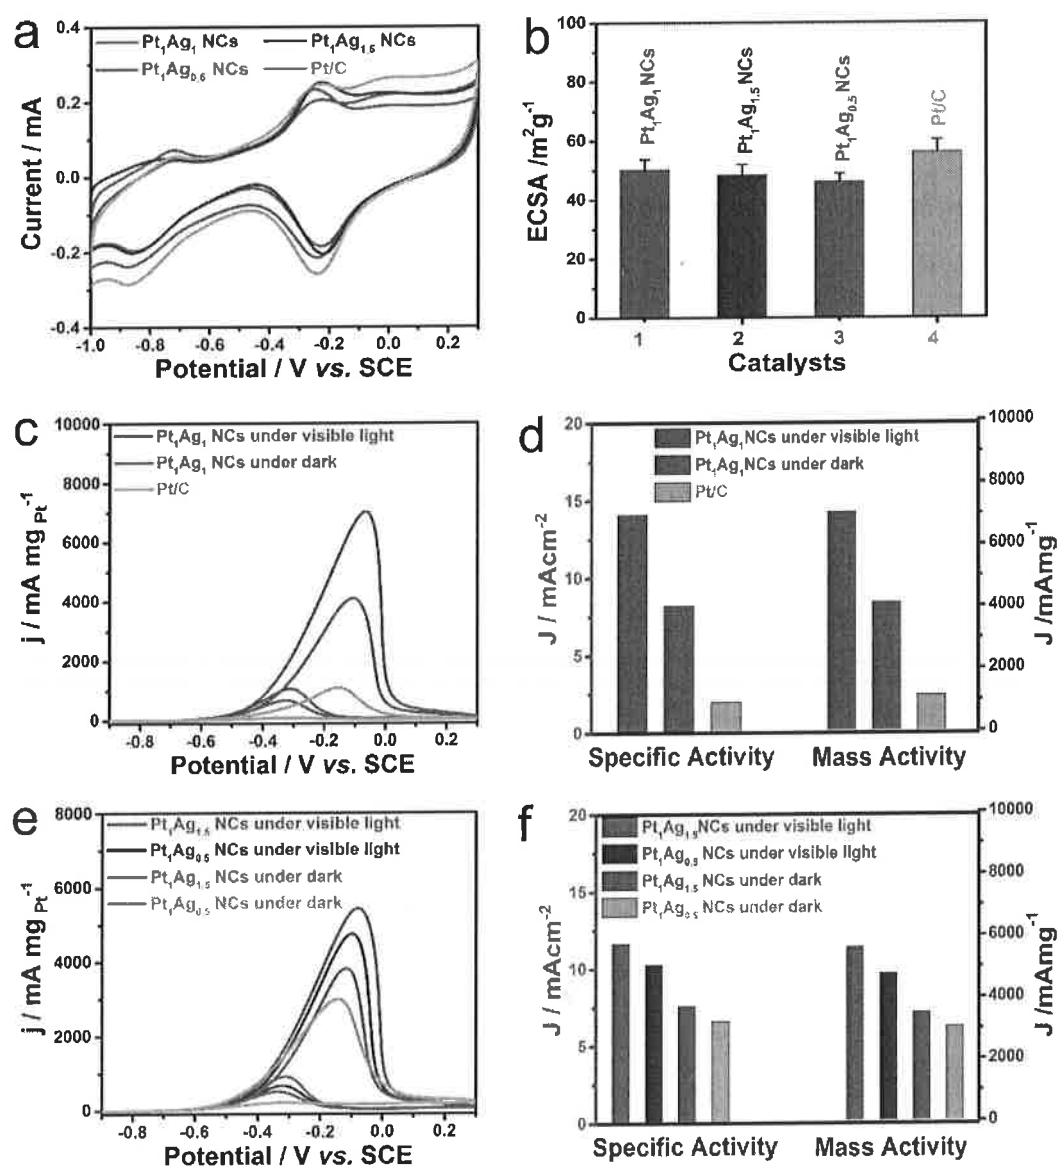 a
Pt1Ag1 NCs
Pt1Ag1.5 NCs
Pt1Ag0.5 NCs
Pt/C
0.4
0.2
0.0
-0.2
-0.4
Current / mA
-1.0 -0.8 -0.6 -0.4 -0.2 0.0 0.2
Potential / V vs. SCE
b
100
80
60
40
20
0
ECSA /m2g-1
Pt1Ag1 NCs
Pt1Ag1.5 NCs
Pt1Ag0.5 NCs
Pt/C
1 2 3 4
Catalysts
c
Pt1Ag1 NCs under visible light
Pt1Ag1 NCs under dark
Pt/C
10000
8000
6000
4000
2000
0
j / mA mg Pt-1
-0.8 -0.6 -0.4 -0.2 0.0 0.2
Potential / V vs. SCE
d
Pt1Ag1NCs under visible light
Pt1Ag1NCs under dark
Pt/C
20
15
10
5
0
J / mAcm-2
10000
8000
6000
4000
2000
0
J /mAmg-1
Specific Activity Mass Activity
e
Pt1Ag1.5 NCs under visible light
Pt1Ag0.5 NCs under visible light
Pt1Ag1.5 NCs under dark
Pt1Ag0.5 NCs under dark
8000
6000
4000
2000
0
j / mA mg Pt-1
-0.8 -0.6 -0.4 -0.2 0.0 0.2
Potential / V vs. SCE
f
Pt1Ag1.5NCs under visible light
Pt1Ag0.5 NCs under visible light
Pt1Ag1.5 NCs under dark
Pt1Ag0.5 NCs under dark
20
15
10
5
0
J / mAcm-2
10000
8000
6000
4000
2000
0
J /mAmg-1
Specific Activity Mass Activity